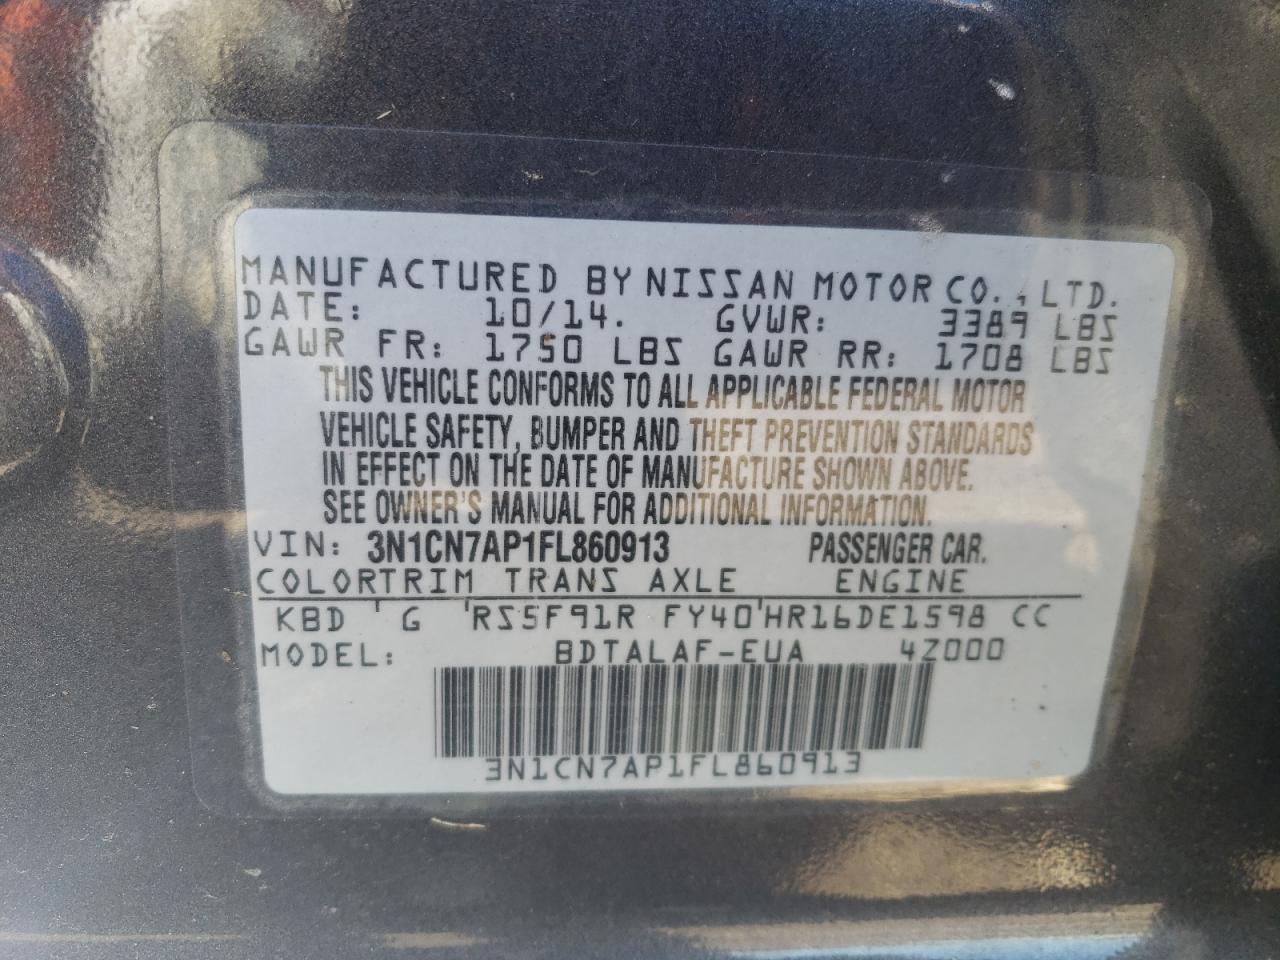 MANUFACTURED BY NISSAN MOTOR CO., LTD.
DATE: 10/14. GVWR: 3389 LBS
GAWR FR: 1750 LBS GAWR RR: 1708 LBS
THIS VEHICLE CONFORMS TO ALL APPLICABLE FEDERAL MOTOR
VEHICLE SAFETY, BUMPER AND THEFT PREVENTION STANDARDS
IN EFFECT ON THE DATE OF MANUFACTURE SHOWN ABOVE.
SEE OWNER'S MANUAL FOR ADDITIONAL INFORMATION.
VIN: 3N1CN7AP1FL860913 PASSENGER CAR.
COLORTRIM TRANS AXLE ENGINE
KBD ' G 'RS5F91R FY40'HR16DE1598 CC
MODEL: BDTALAF-EUA 4Z000
3N1CN7AP1FL860913